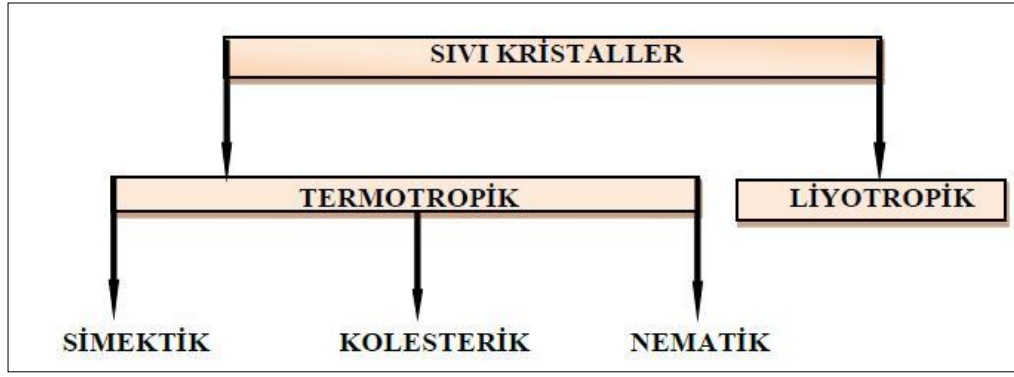 SIVI KRİSTALLER
TERMOTROPİK
LİYOTROPİK
SİMEKTİK
KOLESTERİK
NEMATİK